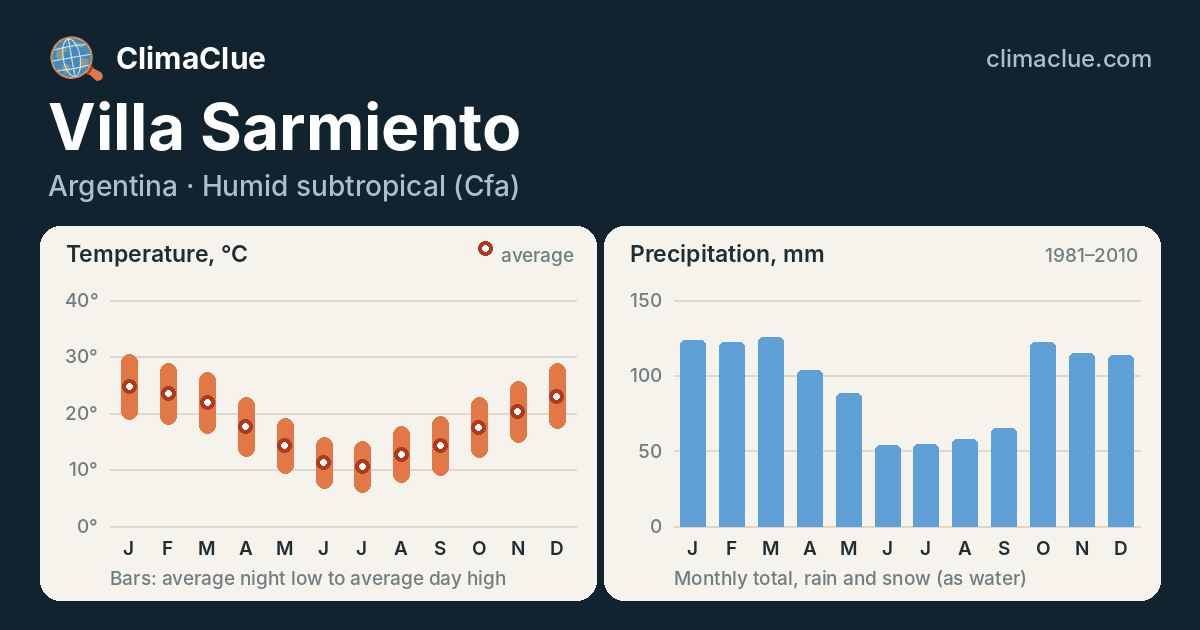 ClimaClue
climaclue.com
Villa Sarmiento
Argentina · Humid subtropical (Cfa)
Temperature, °C
average
40°
30°
20°
10°
0°
J F M A M J J A S O N D
Bars: average night low to average day high
Precipitation, mm
1981–2010
150
100
50
0
J F M A M J J A S O N D
Monthly total, rain and snow (as water)